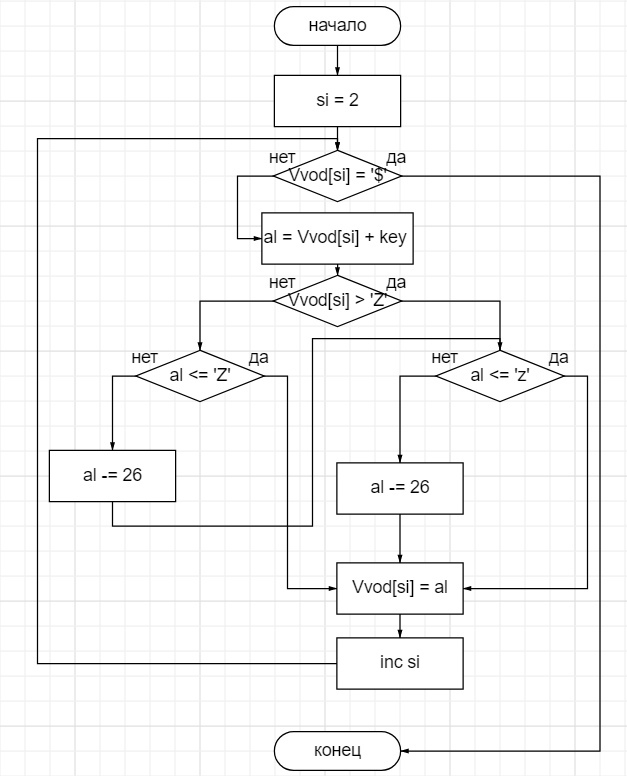 начало
si = 2
нет
да
Vvod[si] = '$'
al = Vvod[si] + key
нет
да
Vvod[si] > 'Z'
нет
да
al <= 'Z'
нет
да
al <= 'z'
al -= 26
al -= 26
Vvod[si] = al
inc si
конец